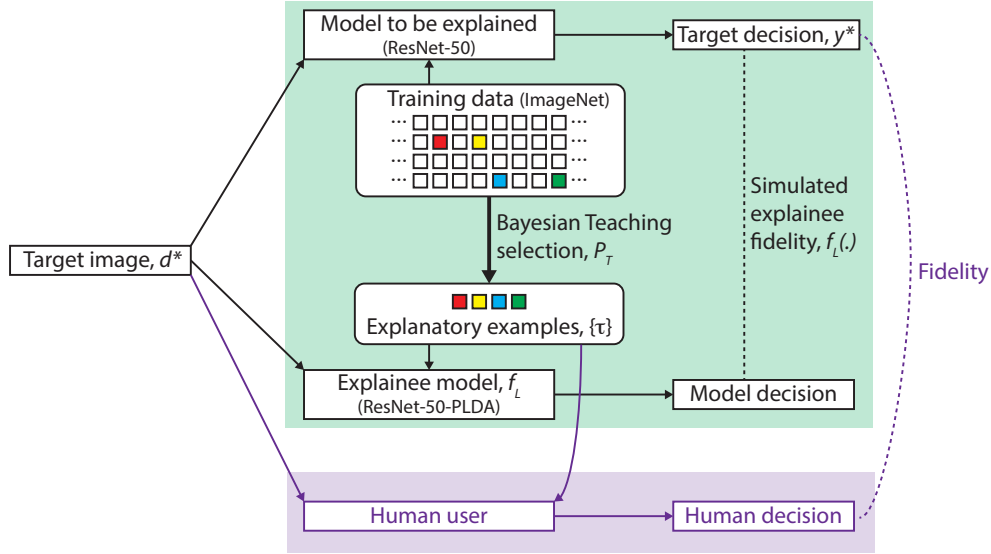 Model to be explained
(ResNet-50)
Target decision, y*
Training data (ImageNet)
... ...
... ...
... ...
... ...
Bayesian Teaching
selection, P_T
Simulated
explainee
fidelity, f_L(.)
Target image, d*
Fidelity
Explanatory examples, {τ}
Explainee model, f_L
(ResNet-50-PLDA)
Model decision
Human user
Human decision